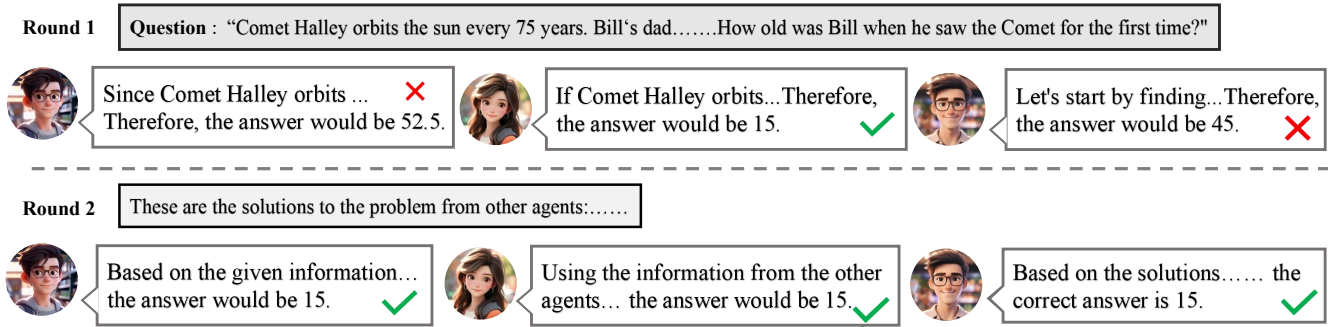 Round 1
Question : “Comet Halley orbits the sun every 75 years. Bill‘s dad…….How old was Bill when he saw the Comet for the first time?"
Since Comet Halley orbits ...
Therefore, the answer would be 52.5.
If Comet Halley orbits...Therefore,
the answer would be 15.
Let's start by finding...Therefore,
the answer would be 45.
Round 2
These are the solutions to the problem from other agents:……
Based on the given information…
the answer would be 15.
Using the information from the other
agents… the answer would be 15.
Based on the solutions…… the
correct answer is 15.